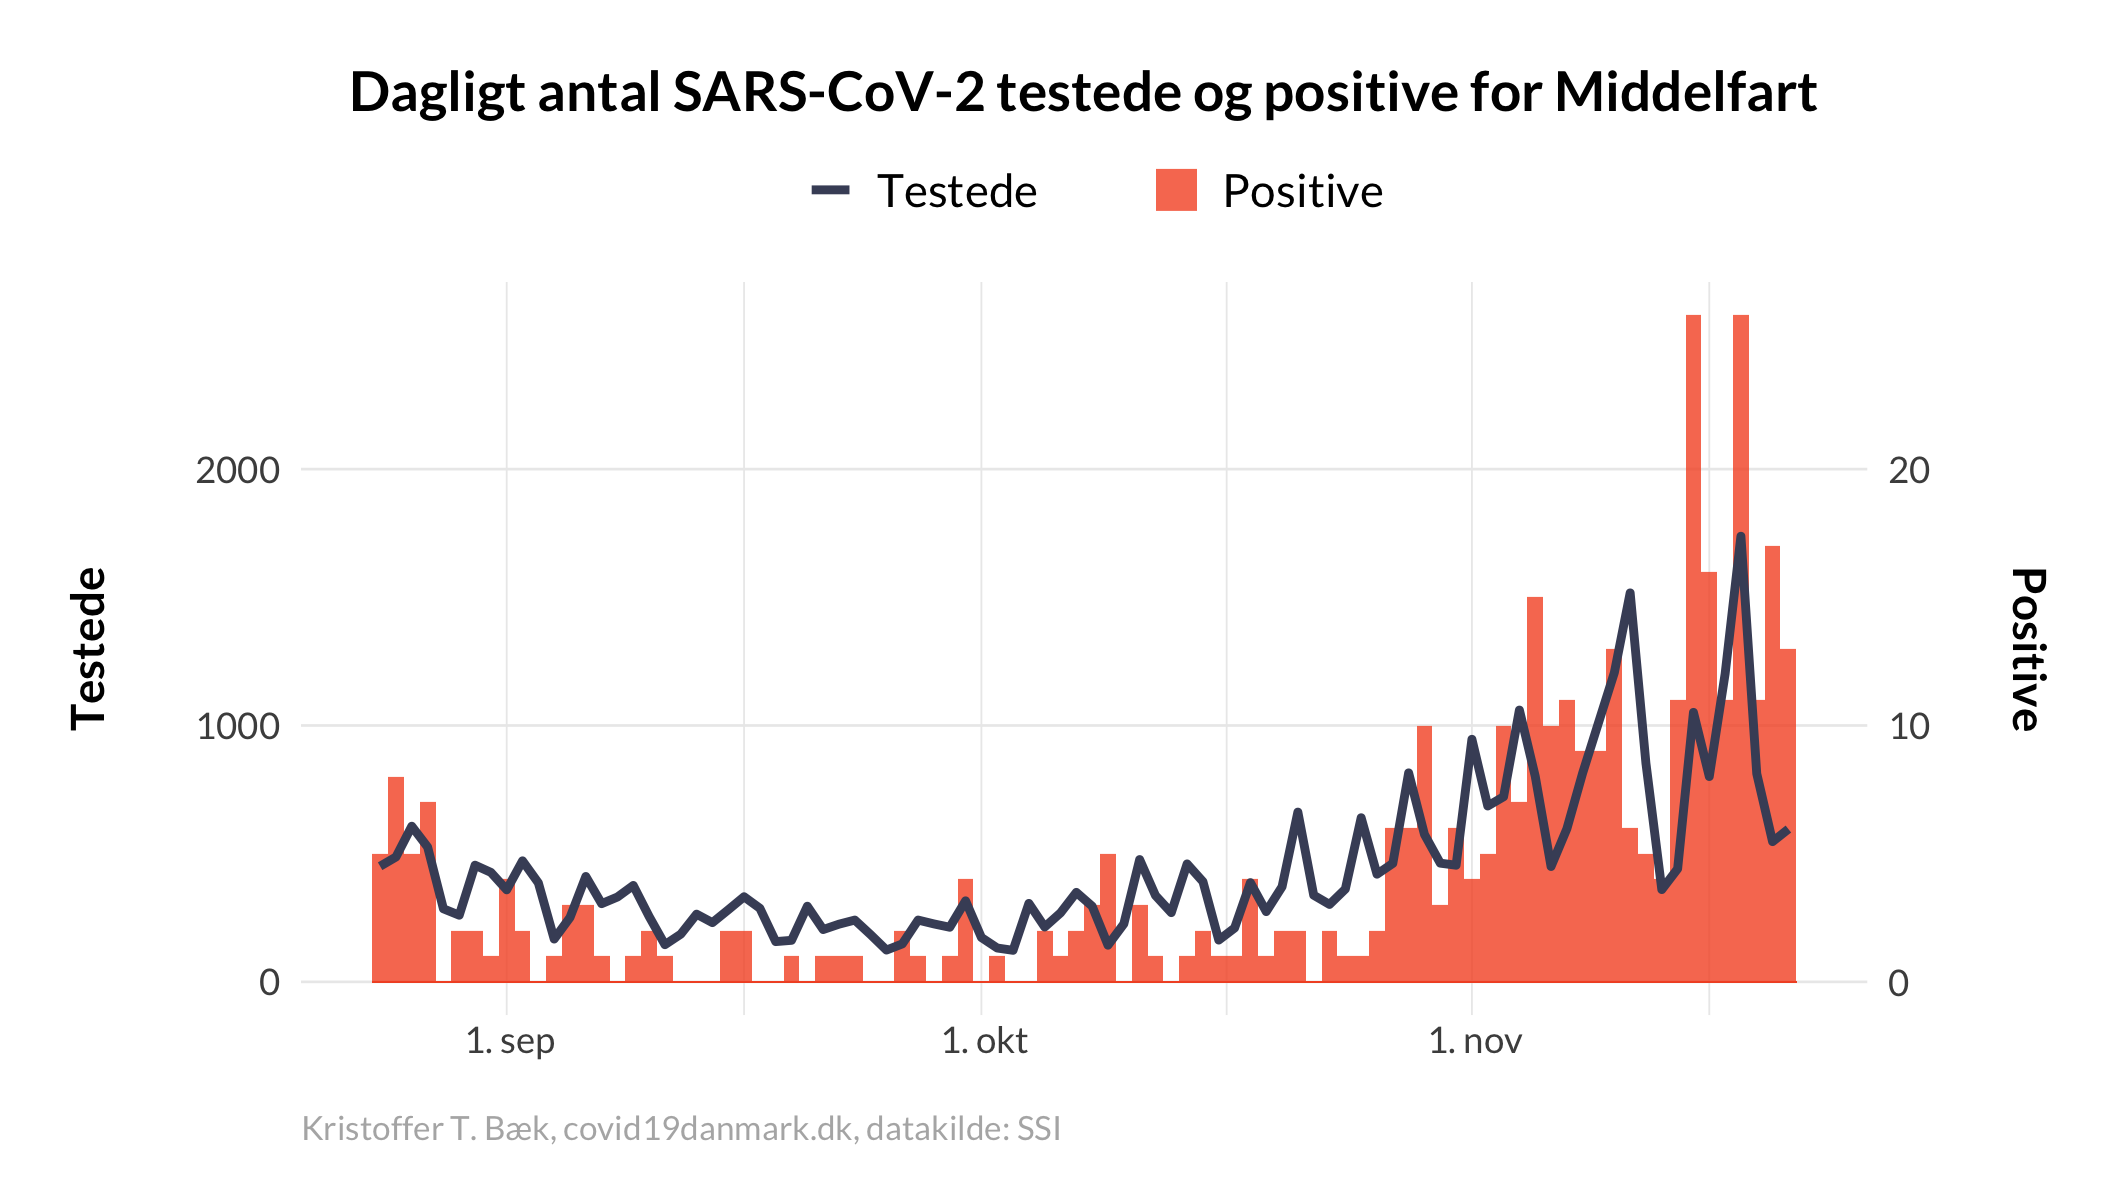 Dagligt antal SARS-CoV-2 testede og positive for Middelfart
Testede
Positive
2000
1000
0
20
10
0
Testede
Positive
1. sep
1. okt
1. nov
Kristoffer T. Bæk, covid19danmark.dk, datakilde: SSI